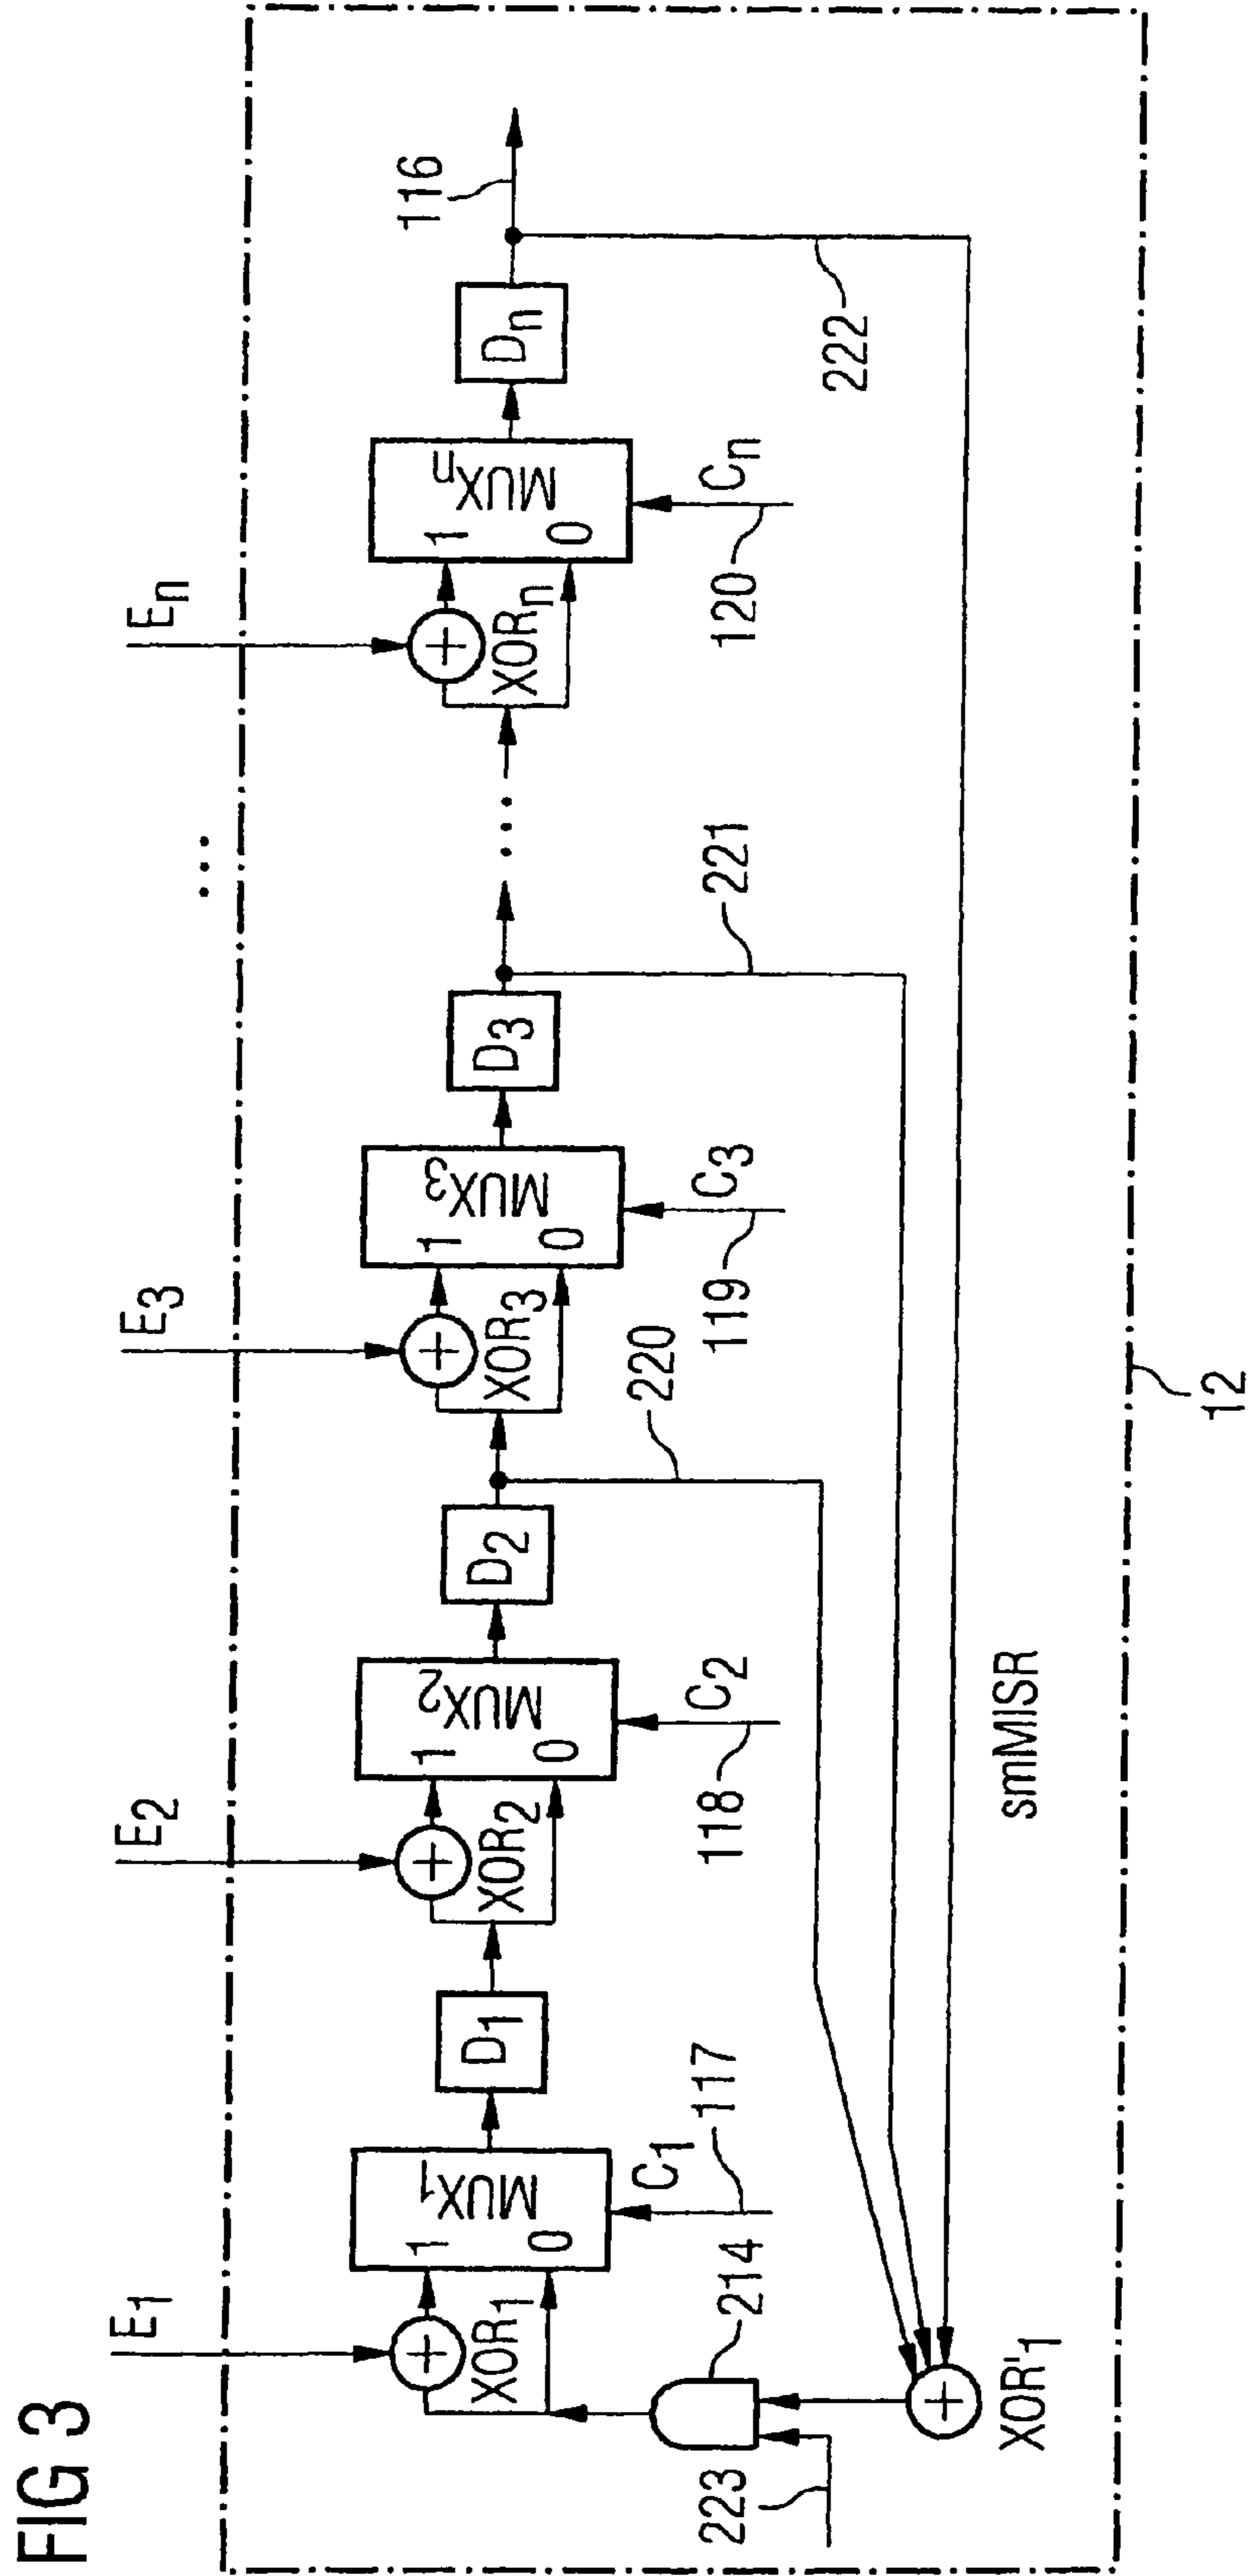 FIG 3
E1 E2 E3 ... En
XOR1 1 0 MUX1 D1 XOR2 1 0 MUX2 D2 XOR3 1 0 MUX3 D3 ... XORn 1 0 MUXn Dn 116
C1 117 118 C2 119 C3 120 Cn
223 214 220 221 222
XOR'1 smMISR
12